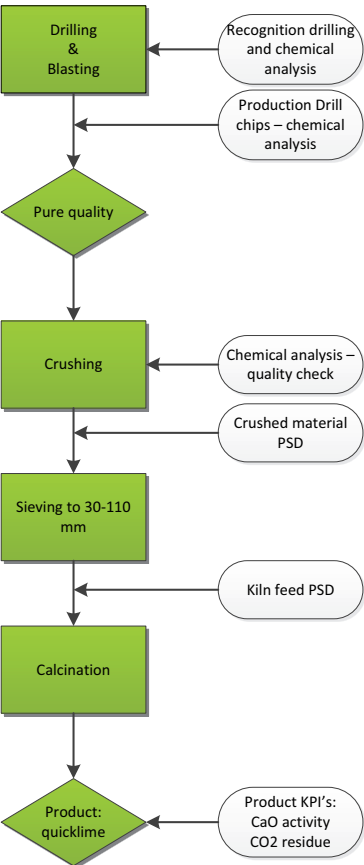 Drilling
&
Blasting
Recognition drilling
and chemical
analysis
Production Drill
chips – chemical
analysis
Pure quality
Crushing
Chemical analysis –
quality check
Crushed material
PSD
Sieving to 30-110
mm
Kiln feed PSD
Calcination
Product:
quicklime
Product KPI's:
CaO activity
CO2 residue